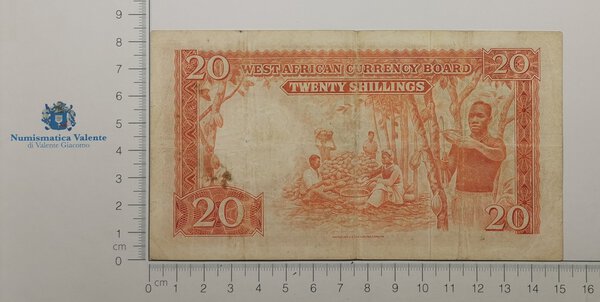 9
8
7
6
5
4
3
2
1
cm
0
Numismatica Valente
di Valente Giacomo
20 20
WEST AFRICAN CURRENCY BOARD
TWENTY SHILLINGS
20 20
0 cm 1 2 3 4 5 6 7 8 9 10 11 12 13 14 15 16